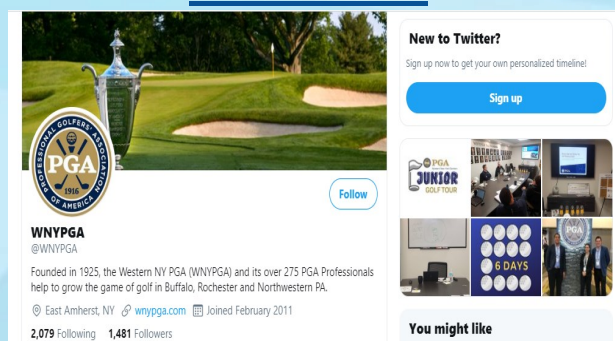 PROFESSIONAL GOLFERS' ASSOCIATION
PGA
1916
OF AMERICA
Follow
WNYPGA
@WNYPGA
Founded in 1925, the Western NY PGA (WNYPGA) and its over 275 PGA Professionals
help to grow the game of golf in Buffalo, Rochester and Northwestern PA.
East Amherst, NY wnypga.com Joined February 2011
2,079 Following 1,481 Followers
New to Twitter?
Sign up now to get your own personalized timeline!
Sign up
PGA
JUNIOR
GOLF TOUR
6 DAYS
PGA
You might like